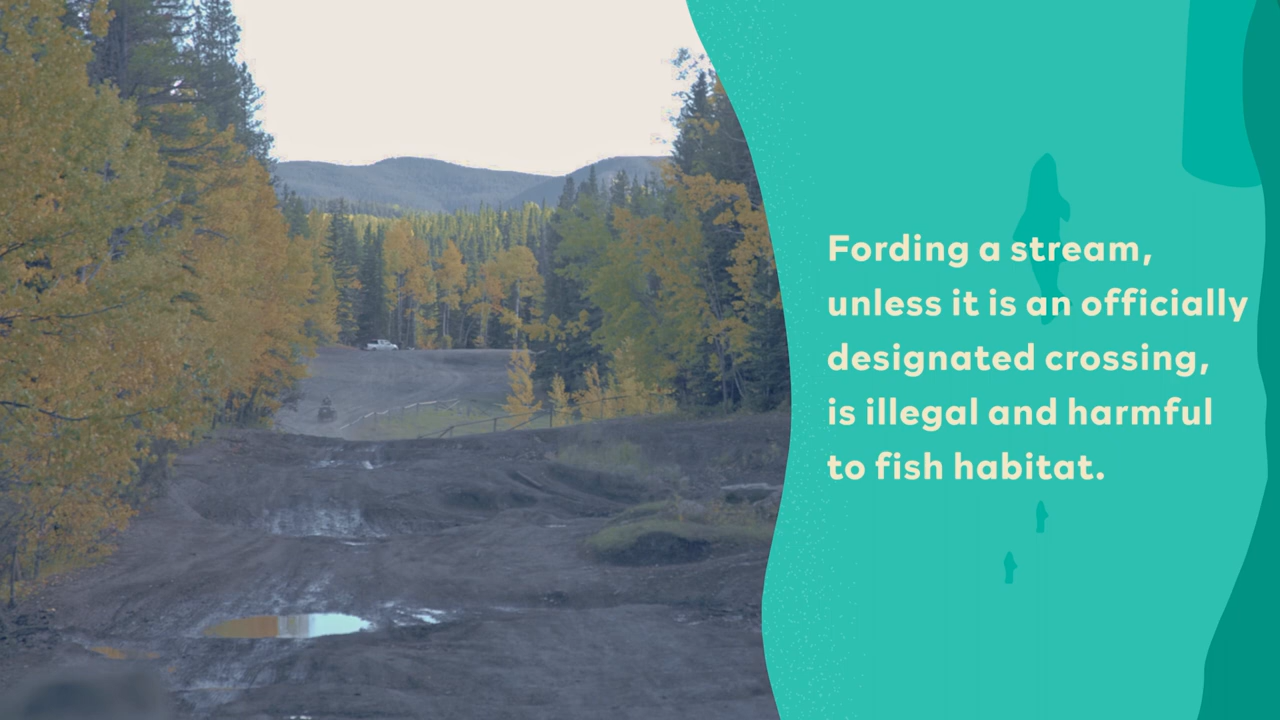 Fording a stream,
unless it is an officially
designated crossing,
is illegal and harmful
to fish habitat.